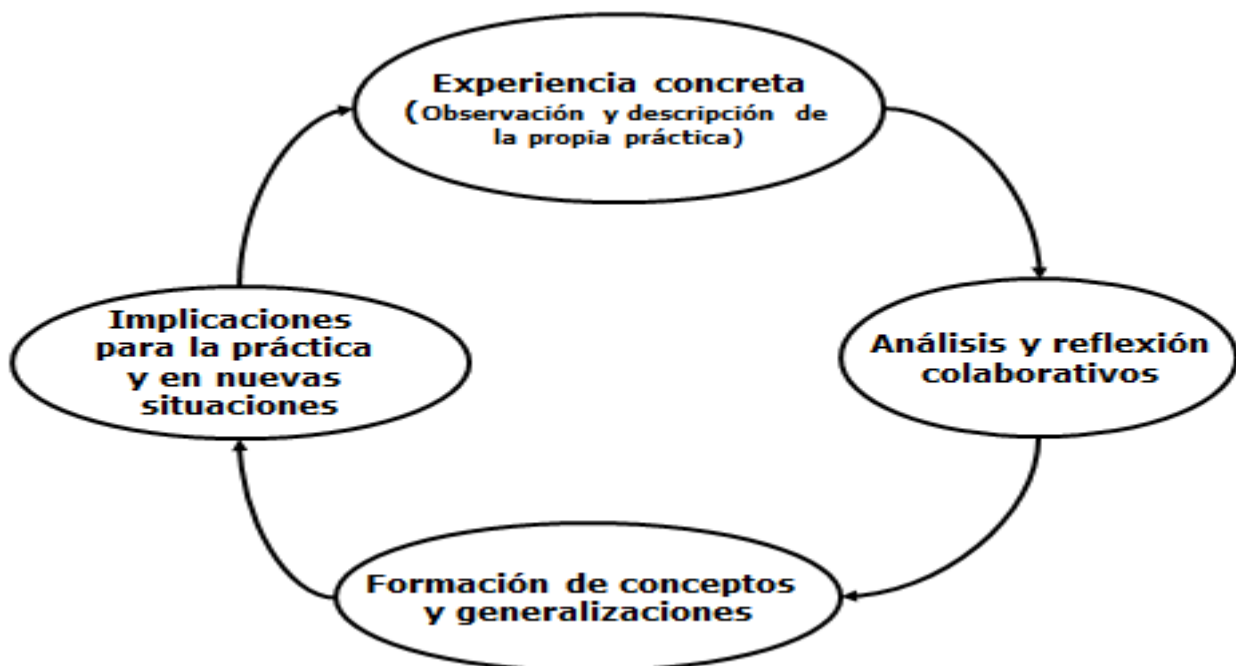 Experiencia concreta
(Observación y descripción de
la propia práctica)
Análisis y reflexión
colaborativos
Formación de conceptos
y generalizaciones
Implicaciones
para la práctica
y en nuevas
situaciones